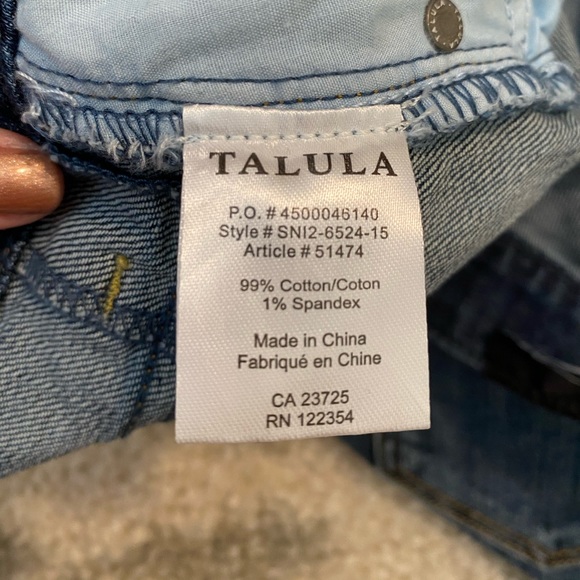 TALULA
TALULA
P.O. # 4500046140
Style # SNI2-6524-15
Article # 51474
99% Cotton/Coton
1% Spandex
Made in China
Fabriqué en Chine
CA 23725
RN 122354